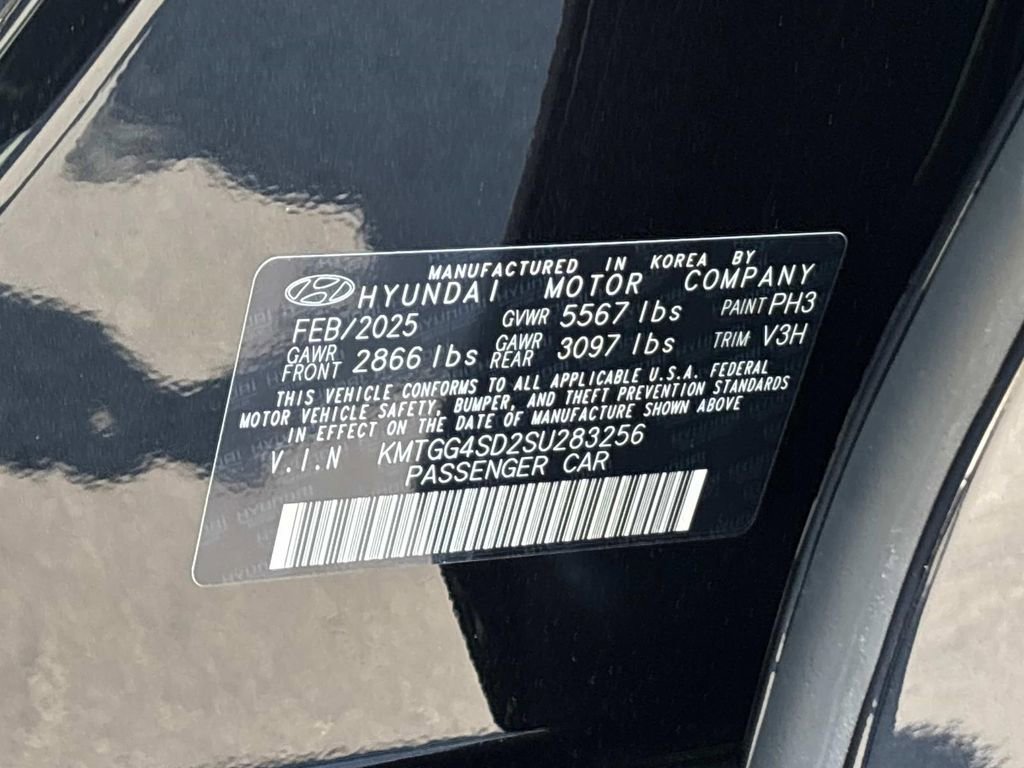 MANUFACTURED IN KOREA BY
HYUNDAI MOTOR COMPANY
FEB/2025 GVWR 5567 lbs PAINT PH3
GAWR FRONT 2866 lbs GAWR REAR 3097 lbs TRIM V3H
THIS VEHICLE CONFORMS TO ALL APPLICABLE U.S.A. FEDERAL
MOTOR VEHICLE SAFETY, BUMPER, AND THEFT PREVENTION STANDARDS
IN EFFECT ON THE DATE OF MANUFACTURE SHOWN ABOVE
V.I.N KMTGG4SD2SU283256
PASSENGER CAR